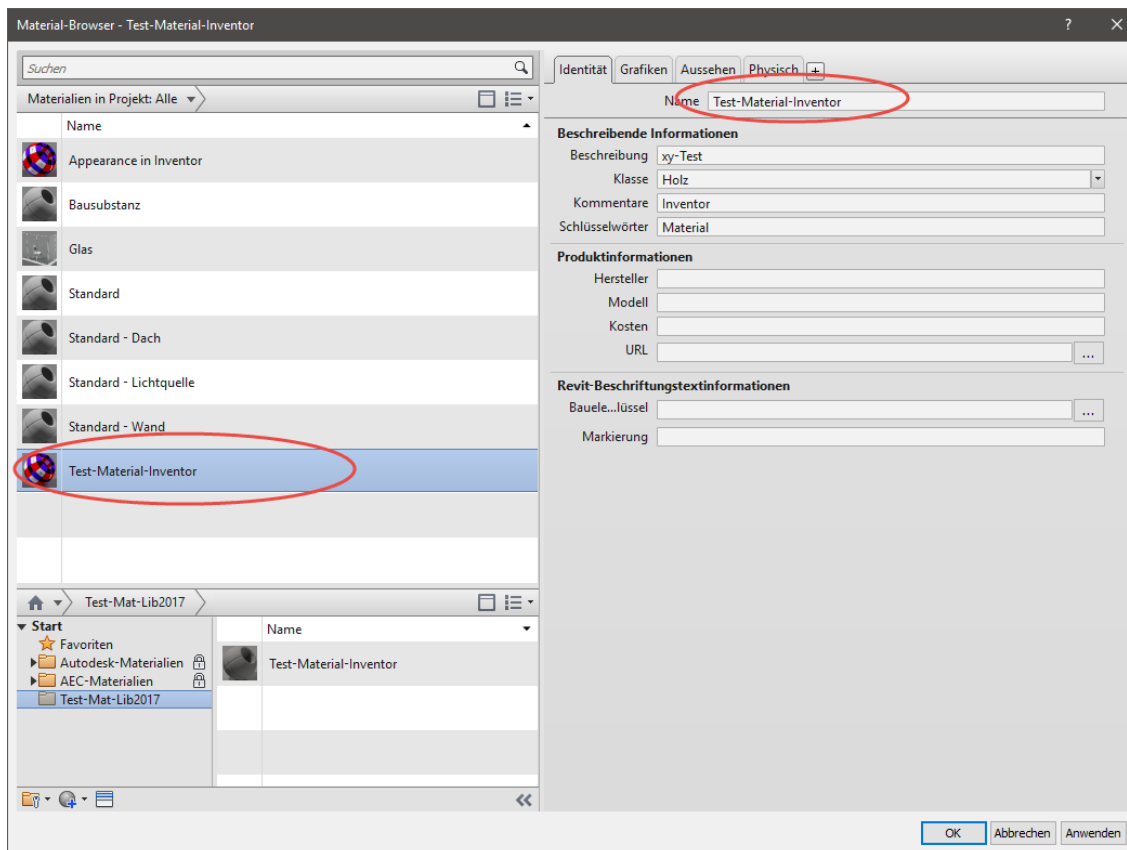 Material-Browser - Test-Material-Inventor
?
Suchen
Materialien in Projekt: Alle
Name
Appearance in Inventor
Bausubstanz
Glas
Standard
Standard - Dach
Standard - Lichtquelle
Standard - Wand
Test-Material-Inventor
Test-Mat-Lib2017
Start
Favoriten
Autodesk-Materialien
AEC-Materialien
Test-Mat-Lib2017
Name
Test-Material-Inventor
Identität Grafiken Aussehen Physisch +
Name Test-Material-Inventor
Beschreibende Informationen
Beschreibung xy-Test
Klasse Holz
Kommentare Inventor
Schlüsselwörter Material
Produktinformationen
Hersteller
Modell
Kosten
URL ...
Revit-Beschriftungstextinformationen
Bauele...lüssel ...
Markierung
OK Abbrechen Anwenden